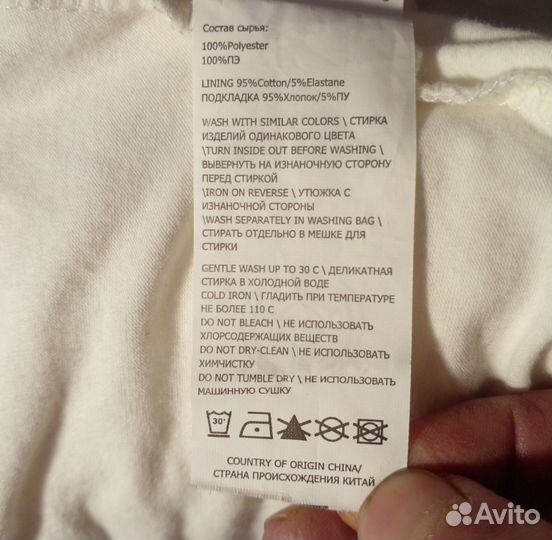 Состав сырья:
100%Polyester
100%ПЭ
LINING 95%Cotton/5%Elastane
ПОДКЛАДКА 95%Хлопок/5%ПУ
WASH WITH SIMILAR COLORS \ СТИРКА
ИЗДЕЛИЙ ОДИНАКОВОГО ЦВЕТА
\TURN INSIDE OUT BEFORE WASHING\
ВЫВЕРНУТЬ НА ИЗНАНОЧНУЮ СТОРОНУ
ПЕРЕД СТИРКОЙ
\IRON ON REVERSE \ УТЮЖКА С
ИЗНАНОЧНОЙ СТОРОНЫ
\WASH SEPARATELY IN WASHING BAG \
СТИРАТЬ ОТДЕЛЬНО В МЕШКЕ ДЛЯ
СТИРКИ
GENTLE WASH UP TO 30 C \ ДЕЛИКАТНАЯ
СТИРКА В ХОЛОДНОЙ ВОДЕ
COLD IRON \ ГЛАДИТЬ ПРИ ТЕМПЕРАТУРЕ
НЕ БОЛЕЕ 110 С
DO NOT BLEACH \ НЕ ИСПОЛЬЗОВАТЬ
ХЛОРСОДЕРЖАЩИХ ВЕЩЕСТВ
DO NOT DRY-CLEAN \ НЕ ИСПОЛЬЗОВАТЬ
ХИМЧИСТКУ
DO NOT TUMBLE DRY \ НЕ ИСПОЛЬЗОВАТЬ
МАШИННУЮ СУШКУ
30°
COUNTRY OF ORIGIN CHINA/
СТРАНА ПРОИСХОЖДЕНИЯ КИТАЙ
Avito